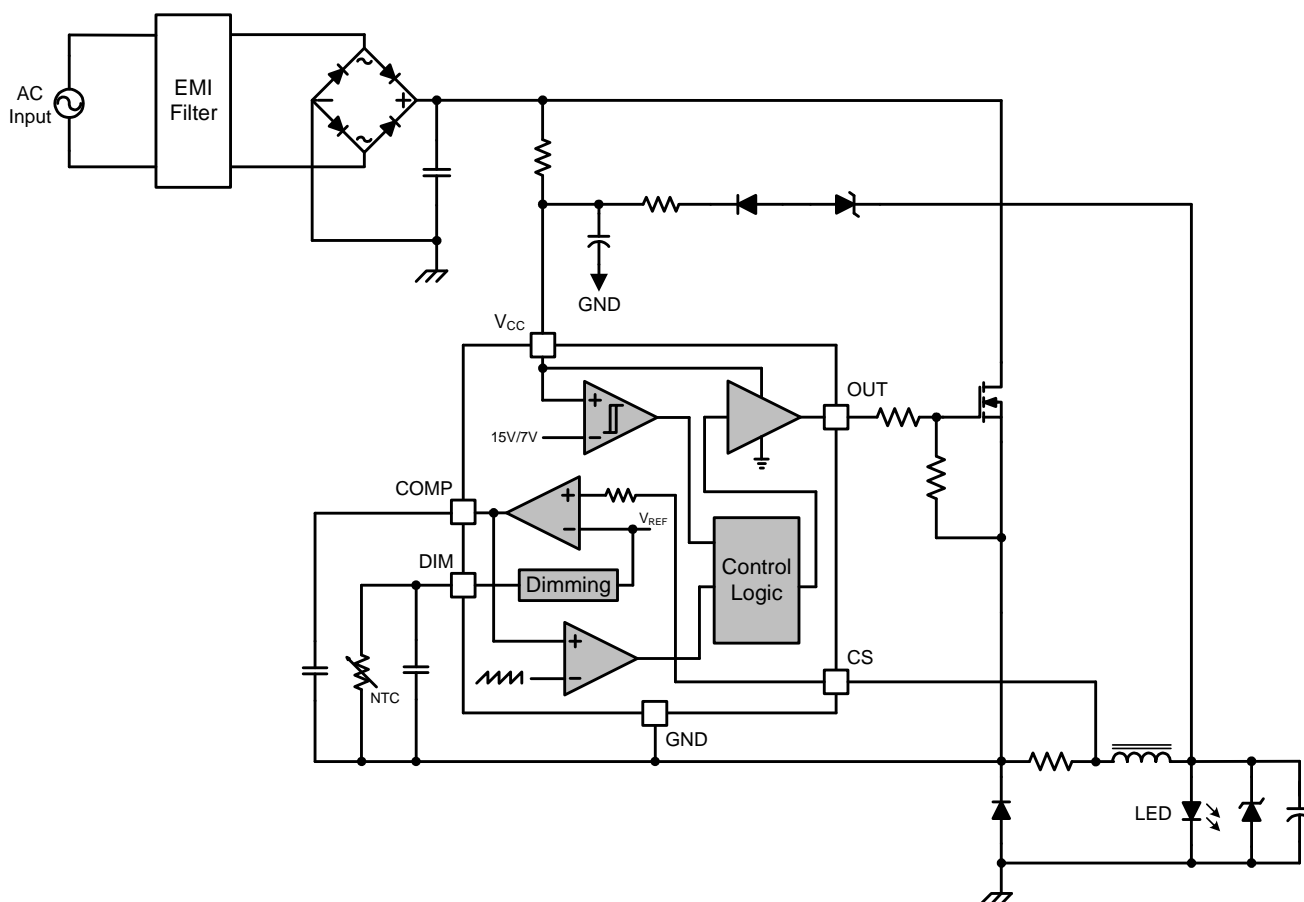 AC
Input
EMI
Filter
GND
VCC
OUT
15V/7V
COMP
VREF
DIM
Dimming
Control
Logic
NTC
CS
GND
LED